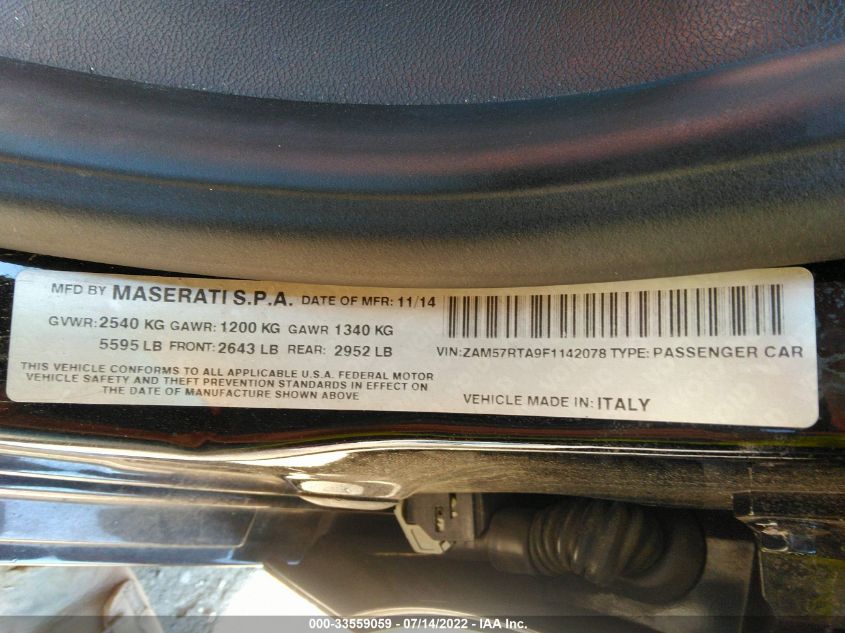 MFD BY MASERATI S.P.A. DATE OF MFR: 11/14
GVWR: 2540 KG GAWR: 1200 KG GAWR 1340 KG
5595 LB FRONT: 2643 LB REAR: 2952 LB
THIS VEHICLE CONFORMS TO ALL APPLICABLE U.S.A. FEDERAL MOTOR
VEHICLE SAFETY AND THEFT PREVENTION STANDARDS IN EFFECT ON
THE DATE OF MANUFACTURE SHOWN ABOVE
VIN:ZAM57RTA9F1142078 TYPE: PASSENGER CAR
VEHICLE MADE IN: ITALY
000-33559059 - 07/14/2022 - IAA Inc.